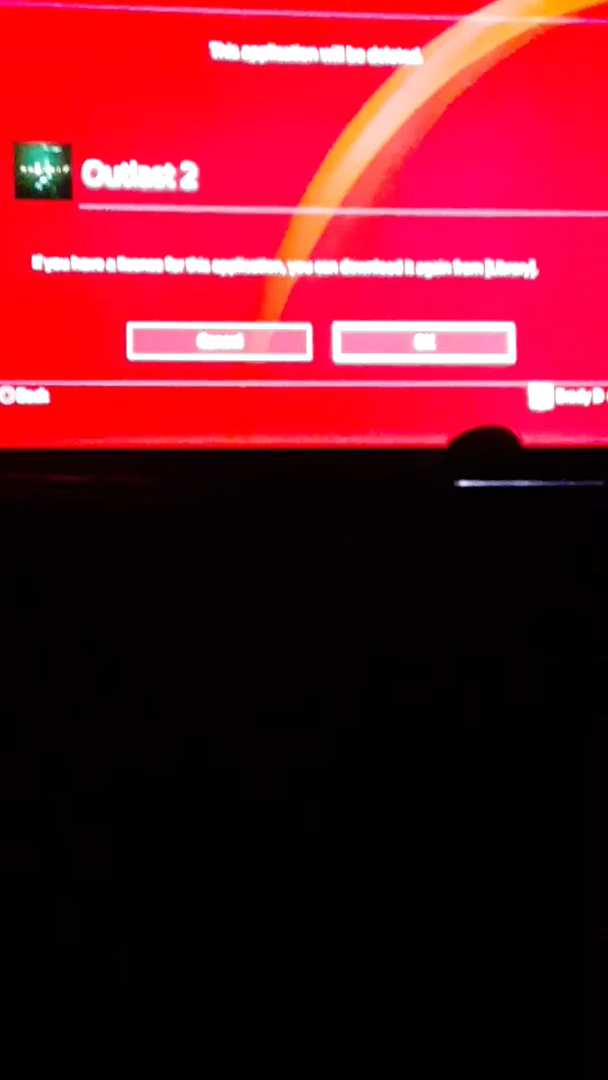 This application will be deleted.
Outlast 2
If you have a license for this application, you can download it again from [Library].
Cancel OK
Back